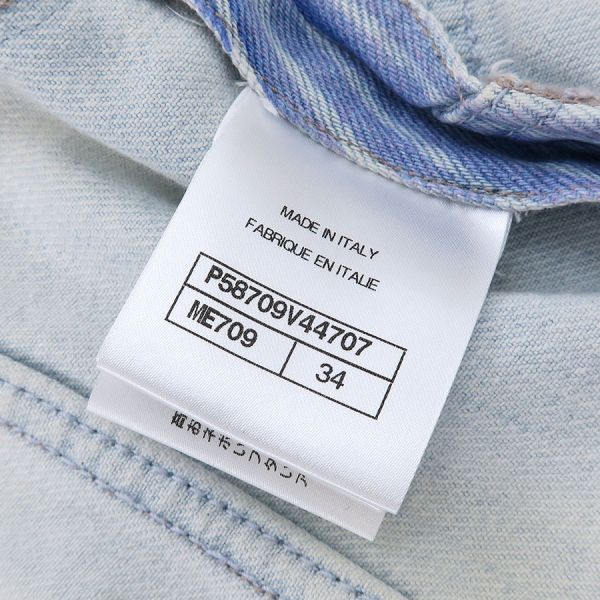 MADE IN ITALY
FABRIQUE EN ITALIE
P58709V44707
ME709
34